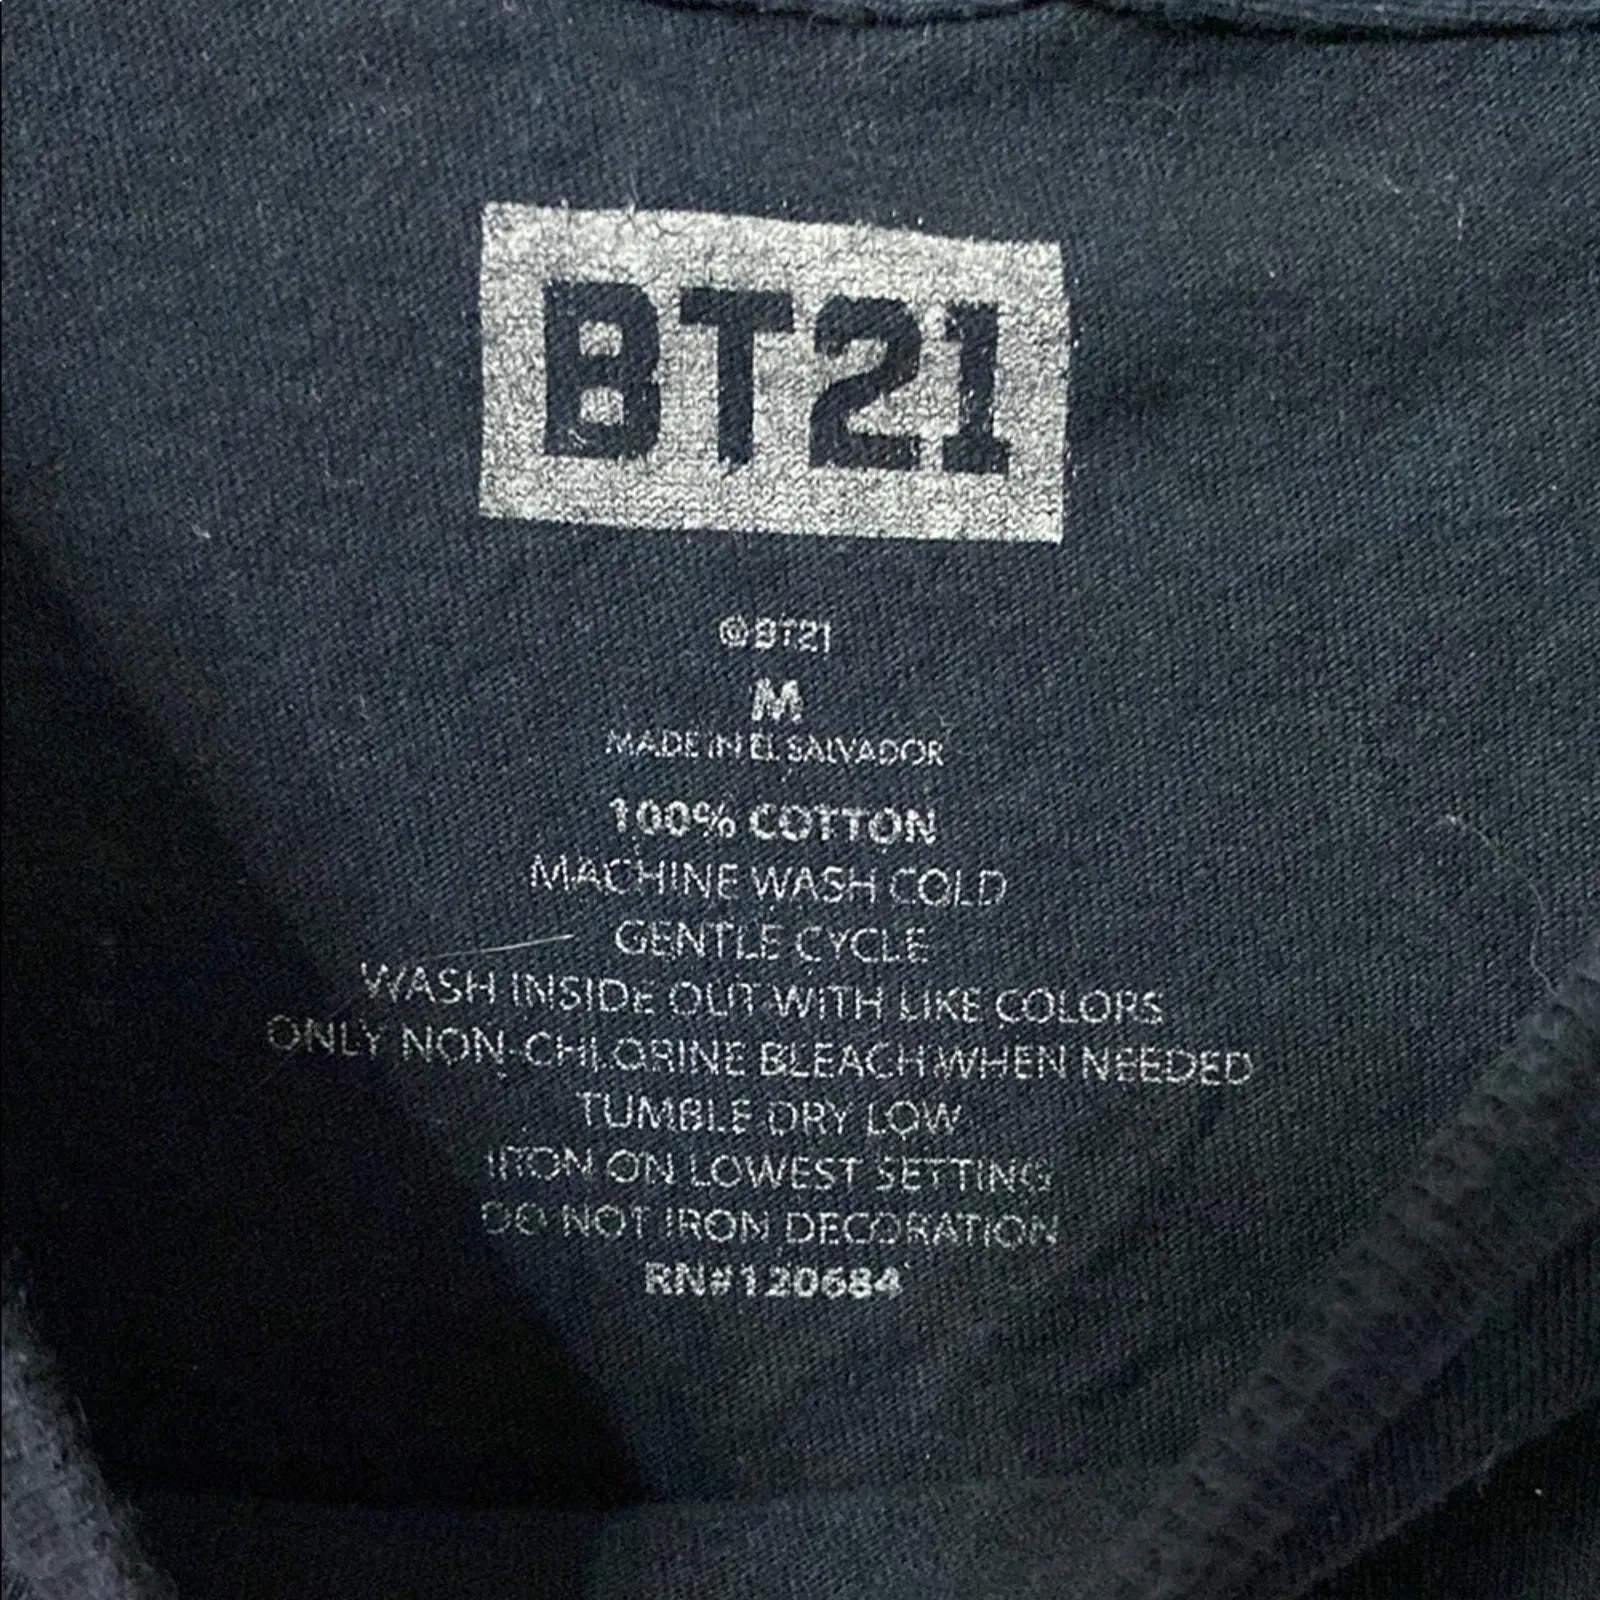 BT21
©BT21
M
MADE IN EL SALVADOR
100% COTTON
MACHINE WASH COLD
GENTLE CYCLE
WASH INSIDE OUT WITH LIKE COLORS
ONLY NON-CHLORINE BLEACH WHEN NEEDED
TUMBLE DRY LOW
IRON ON LOWEST SETTING
DO NOT IRON DECORATION
RN#120684